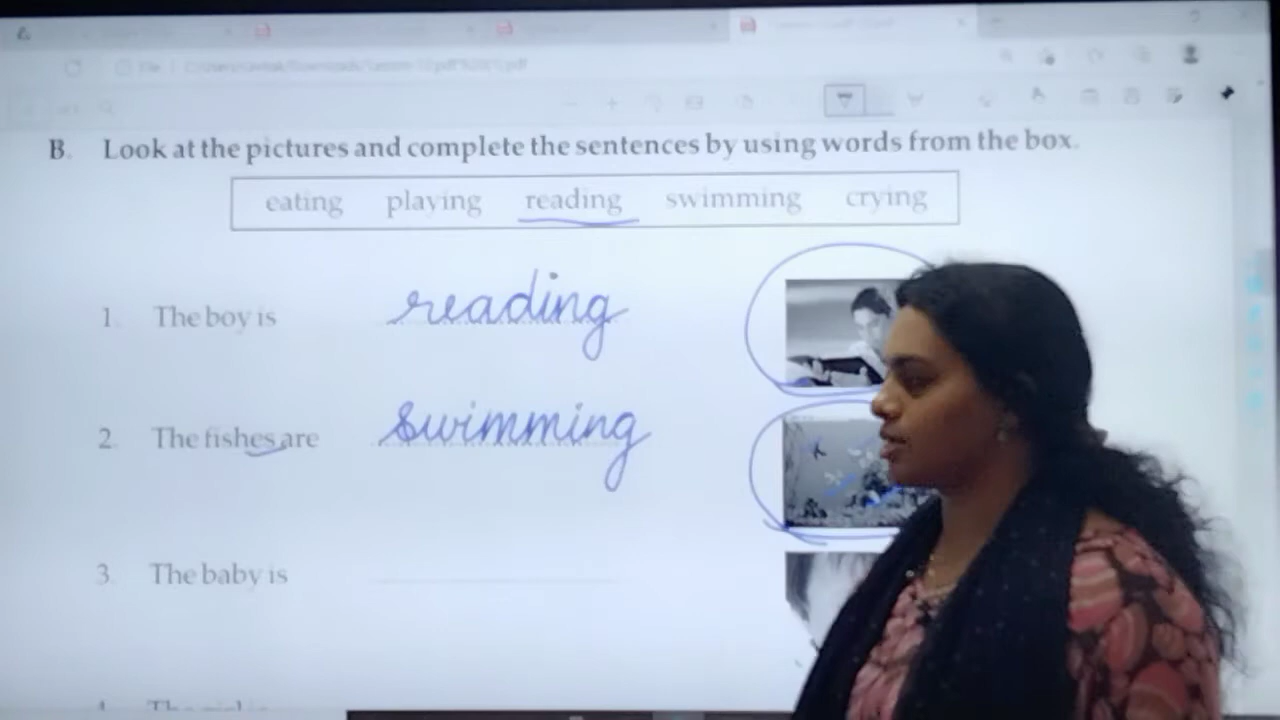 B. Look at the pictures and complete the sentences by using words from the box.
eating playing reading swimming crying
1. The boy is reading
2. The fishes are swimming
3. The baby is